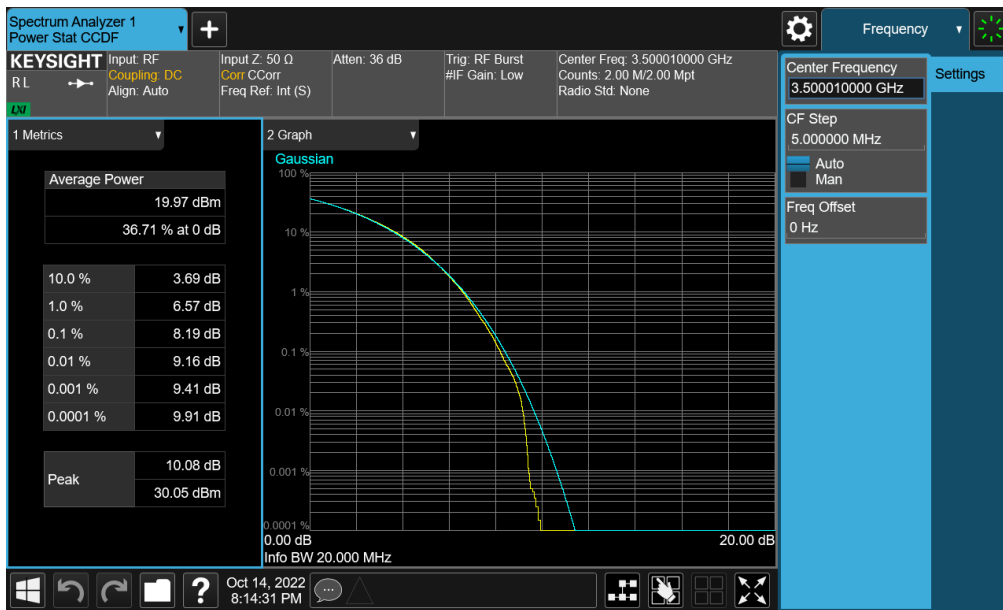 Spectrum Analyzer 1
Power Stat CCDF
Frequency
KEYSIGHT
R L
LXI
Input: RF
Coupling: DC
Align: Auto
Input Z: 50 Ω
Corr CCorr
Freq Ref: Int (S)
Atten: 36 dB
Trig: RF Burst
#IF Gain: Low
Center Freq: 3.500010000 GHz
Counts: 2.00 M/2.00 Mpt
Radio Std: None
Center Frequency
3.500010000 GHz
Settings
CF Step
5.000000 MHz
Auto
Man
Freq Offset
0 Hz
1 Metrics
Average Power
19.97 dBm
36.71 % at 0 dB
10.0 % 3.69 dB
1.0 % 6.57 dB
0.1 % 8.19 dB
0.01 % 9.16 dB
0.001 % 9.41 dB
0.0001 % 9.91 dB
Peak
10.08 dB
30.05 dBm
2 Graph
Gaussian
100 %
10 %
1 %
0.1 %
0.01 %
0.001 %
0.0001 %
0.00 dB 20.00 dB
Info BW 20.000 MHz
?
Oct 14, 2022
8:14:31 PM